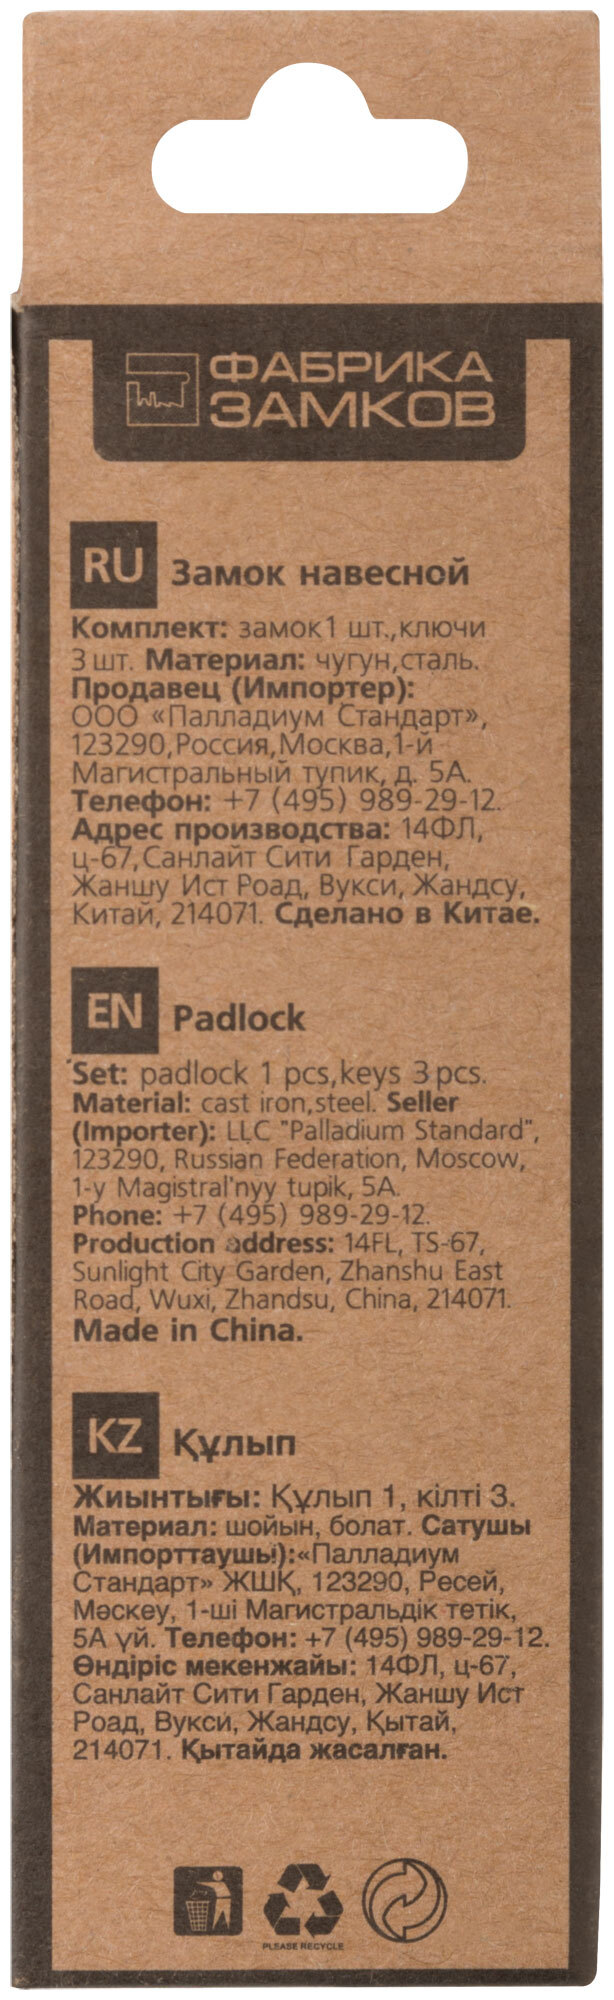 ФАБРИКА
ЗАМКОВ
RU Замок навесной
Комплект: замок1 шт.,ключи
3 шт. Материал: чугун,сталь.
Продавец (Импортер):
ООО «Палладиум Стандарт»,
123290,Россия,Москва,1-й
Магистральный тупик, д. 5А.
Телефон: +7 (495) 989-29-12.
Адрес производства: 14ФЛ,
ц-67,Санлайт Сити Гарден,
Жаншу Ист Роад, Вукси, Жандсу,
Китай, 214071. Сделано в Китае.
EN Padlock
Set: padlock 1 pcs,keys 3 pcs.
Material: cast iron,steel. Seller
(Importer): LLC "Palladium Standard",
123290, Russian Federation, Moscow,
1-y Magistral'nyy tupik, 5A.
Phone: +7 (495) 989-29-12.
Production address: 14FL, TS-67,
Sunlight City Garden, Zhanshu East
Road, Wuxi, Zhandsu, China, 214071.
Made in China.
KZ Құлып
Жиынтығы: Құлып 1, кілті 3.
Материал: шойын, болат. Сатушы
(Импорттаушы):«Палладиум
Стандарт» ЖШҚ, 123290, Ресей,
Мәскеу, 1-ші Магистральдік тетік,
5А үй. Телефон: +7 (495) 989-29-12.
Өндіріс мекенжайы: 14ФЛ, ц-67,
Санлайт Сити Гарден, Жаншу Ист
Роад, Вукси, Жандсу, Қытай,
214071. Қытайда жасалған.
PLEASE RECYCLE